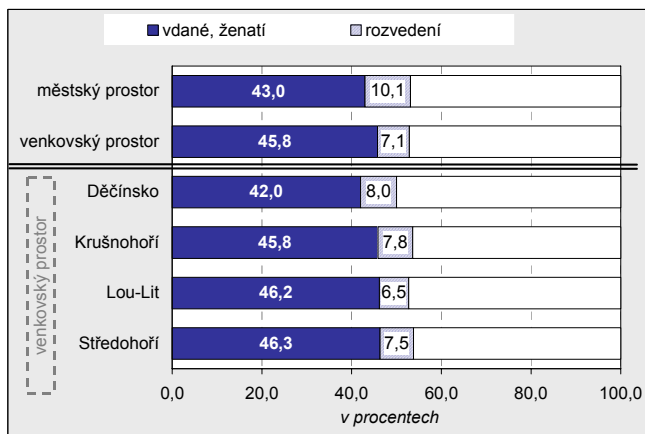 vdané, ženatí rozvedení
městský prostor 43,0 10,1
venkovský prostor 45,8 7,1
venkovský prostor
Děčínsko 42,0 8,0
Krušnohoří 45,8 7,8
Lou-Lit 46,2 6,5
Středohoří 46,3 7,5
0,0 20,0 40,0 60,0 80,0 100,0
v procentech